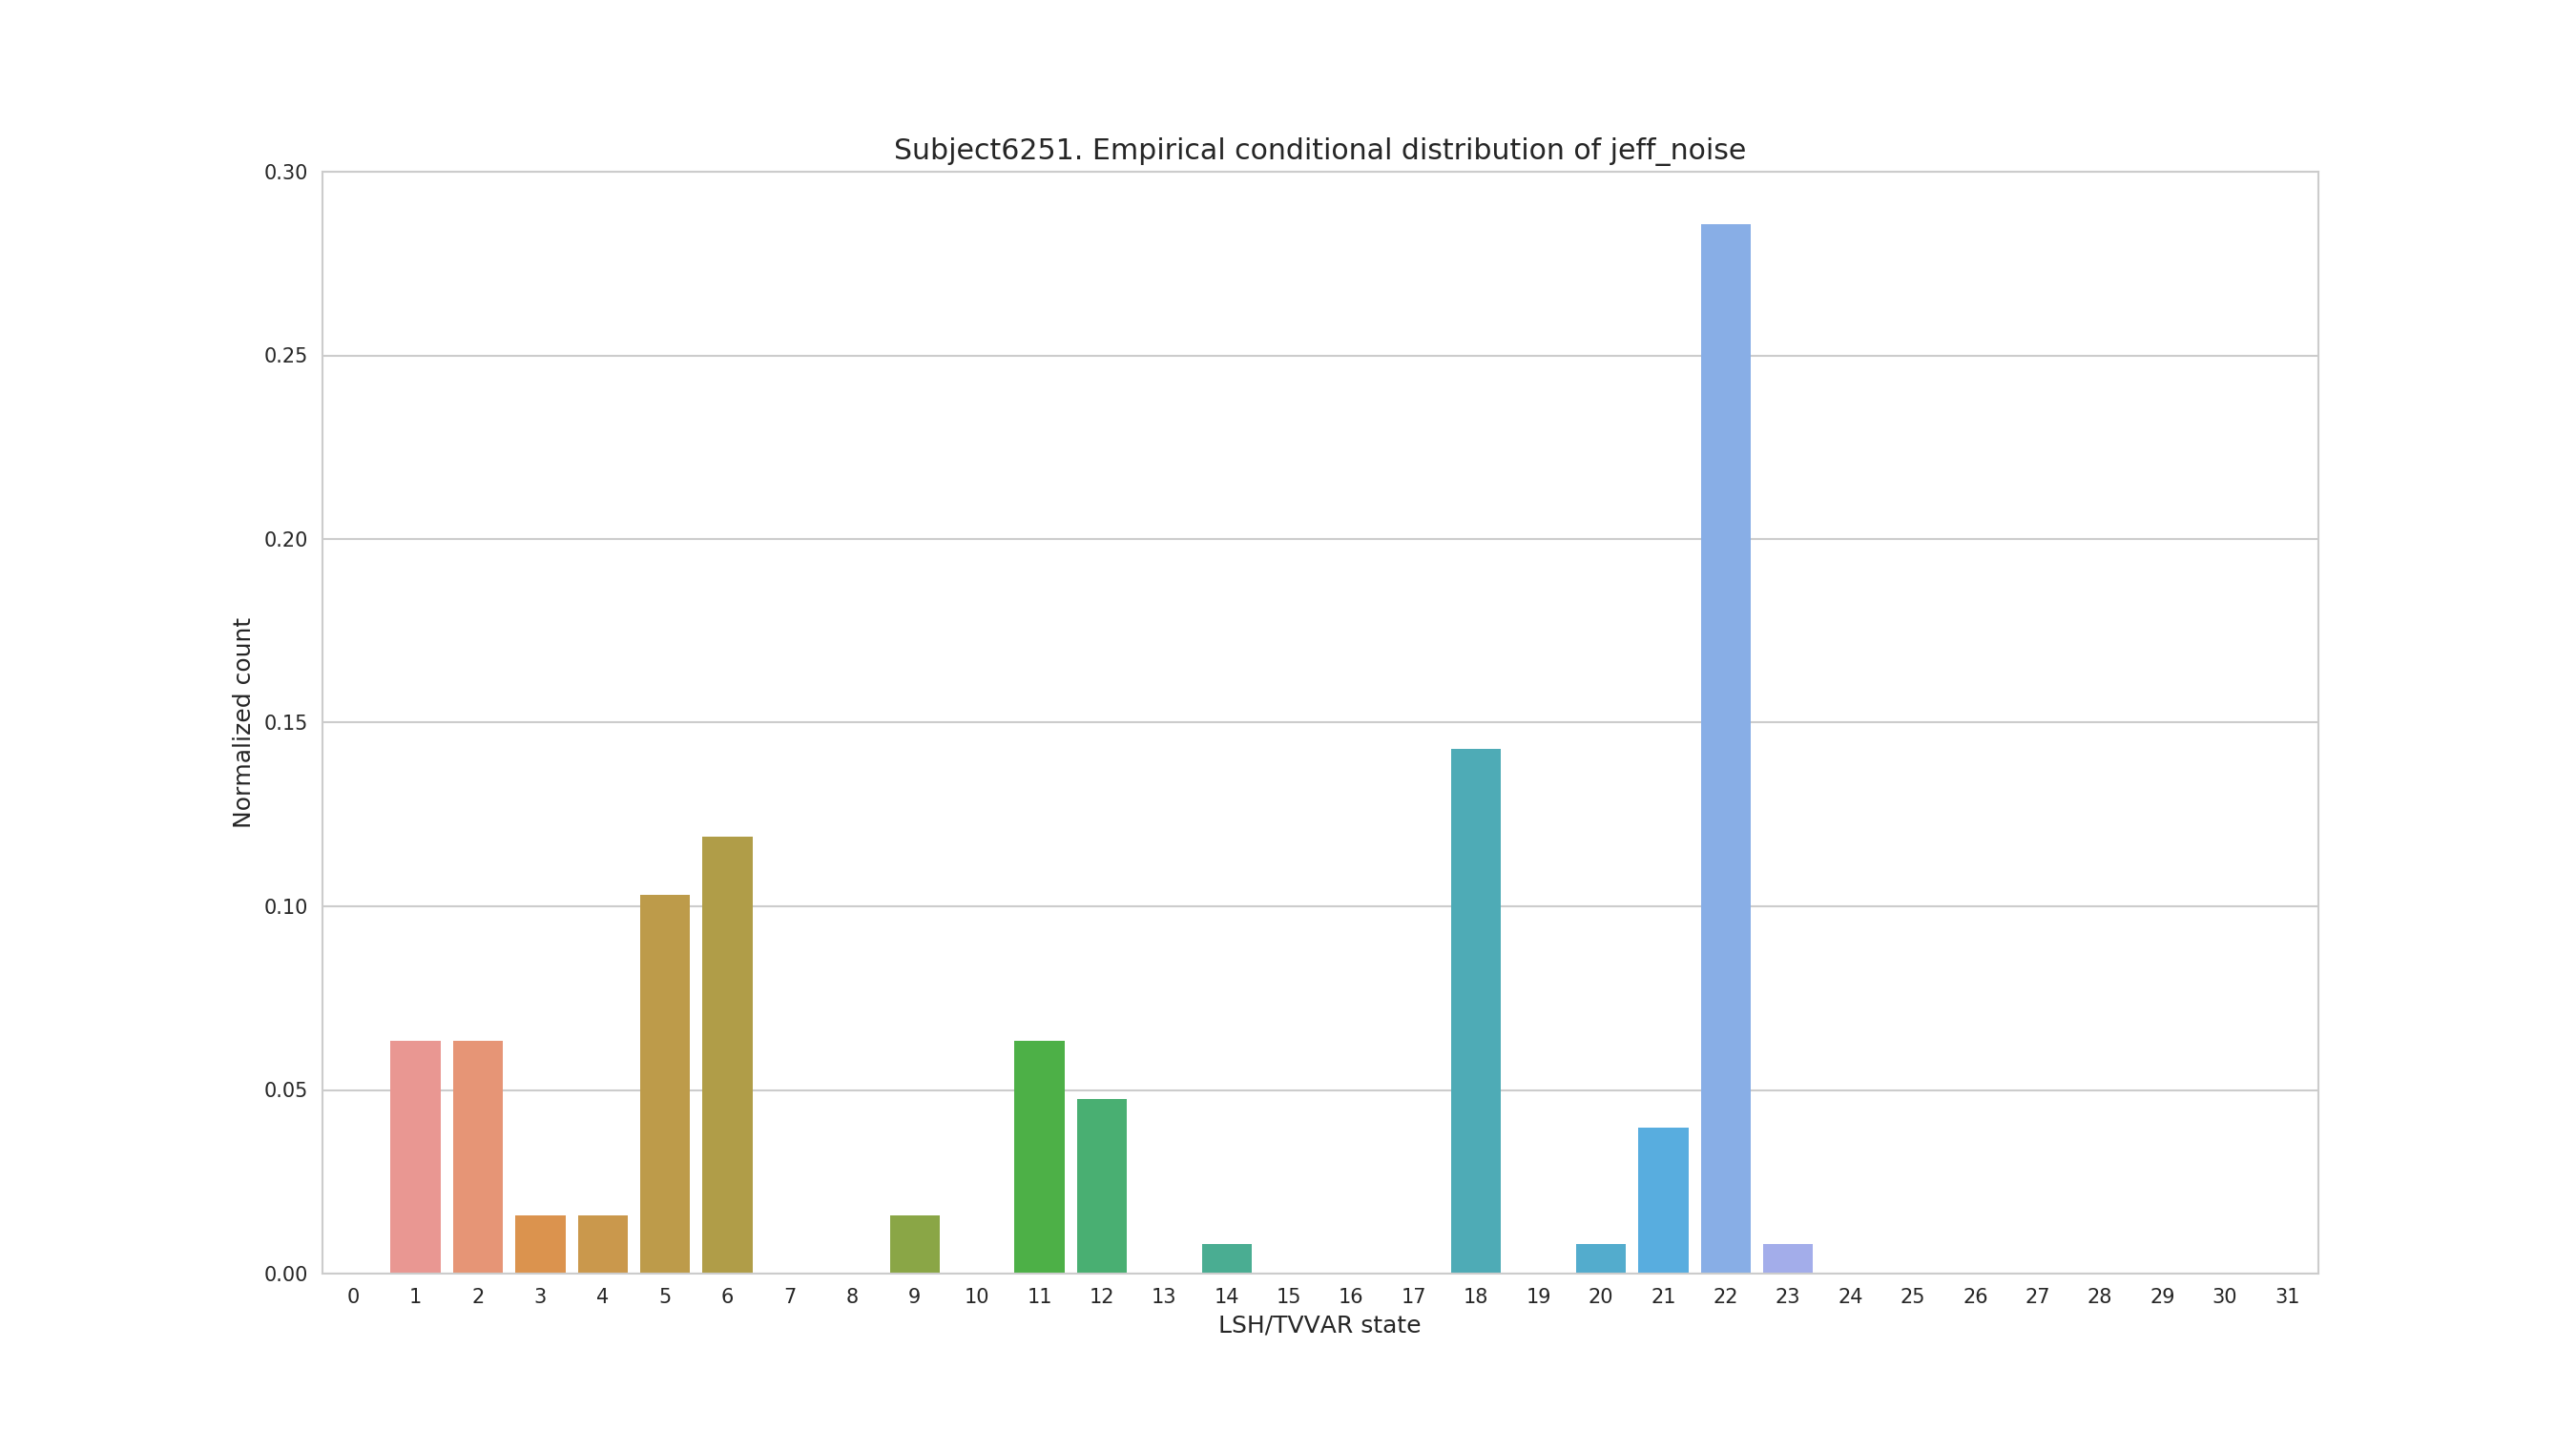 Subject6251. Empirical conditional distribution of jeff_noise
0.30
0.25
0.20
0.15
0.10
0.05
0.00
Normalized count
0 1 2 3 4 5 6 7 8 9 10 11 12 13 14 15 16 17 18 19 20 21 22 23 24 25 26 27 28 29 30 31
LSH/TVVAR state